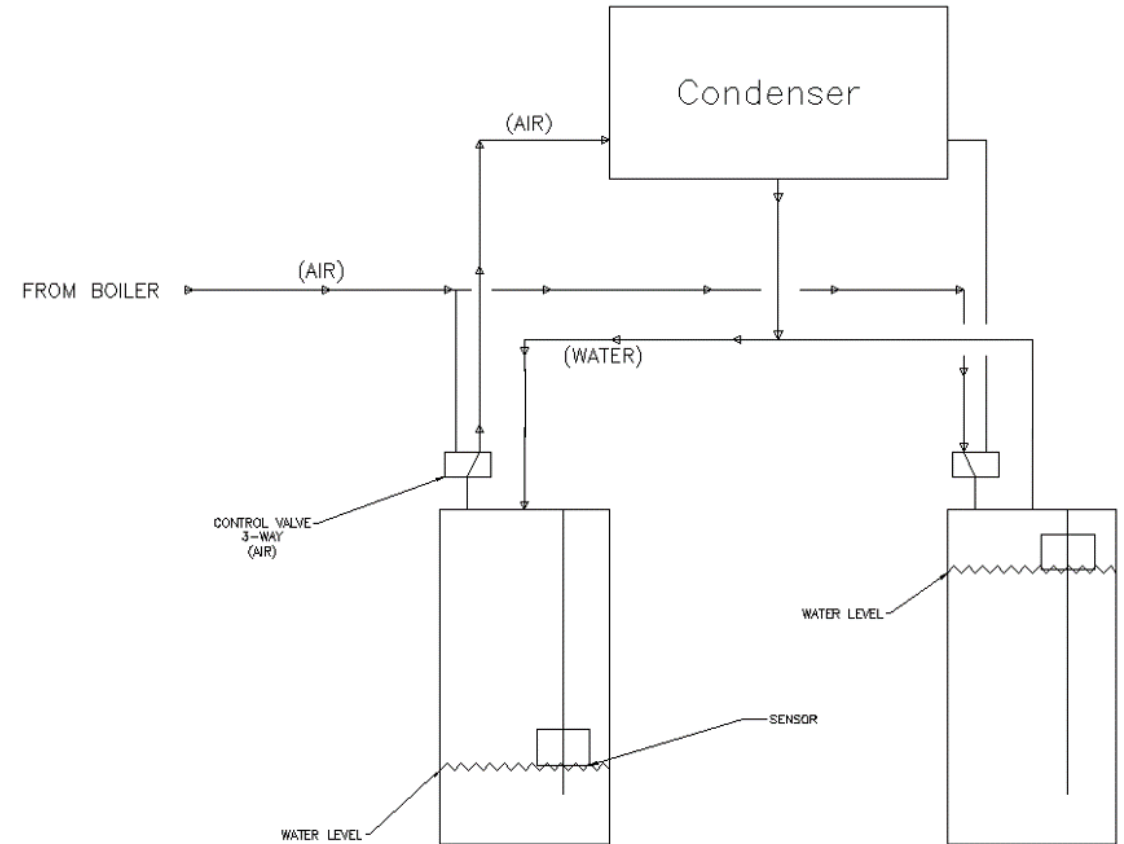 Condenser
(AIR)
(AIR)
FROM BOILER
(WATER)
CONTROL VALVE
3-WAY
(AIR)
WATER LEVEL
SENSOR
WATER LEVEL